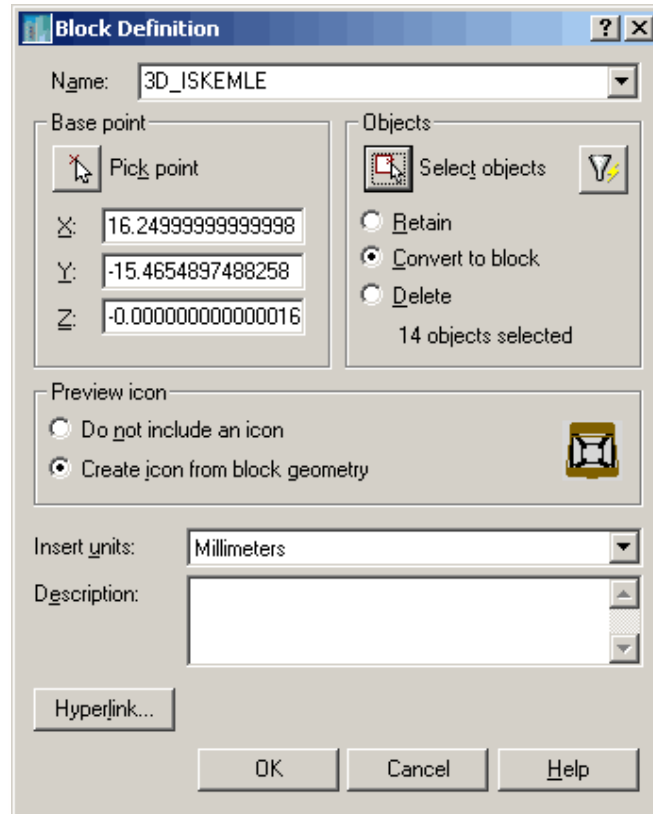 Block Definition
Name: 3D_ISKEMLE
Base point
Pick point
X: 16.24999999999998
Y: -15.4654897488258
Z: -0.000000000000016
Objects
Select objects
Retain
Convert to block
Delete
14 objects selected
Preview icon
Do not include an icon
Create icon from block geometry
Insert units: Millimeters
Description:
Hyperlink...
OK Cancel Help